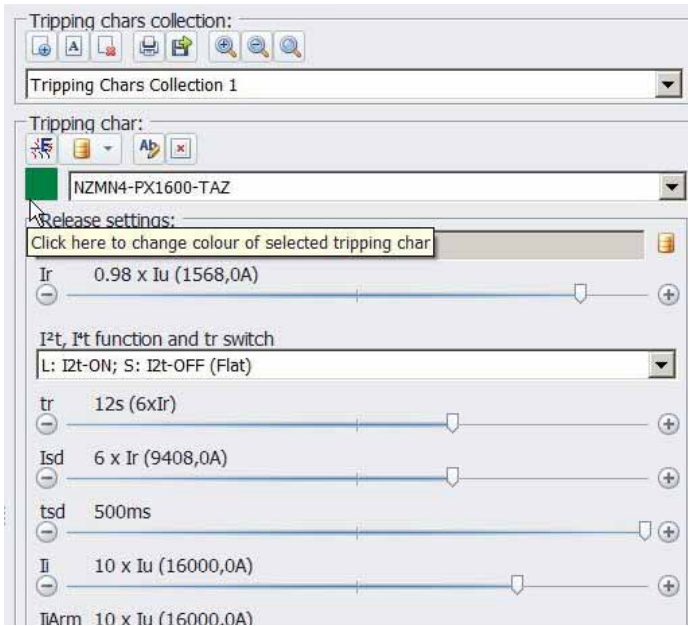 Tripping chars collection:
A
Tripping Chars Collection 1
Tripping char:
Ab
NZMN4-PX1600-TAZ
Release settings:
Click here to change colour of selected tripping char
Ir 0.98 x Iu (1568,0A)
I²t, I⁴t function and tr switch
L: I2t-ON; S: I2t-OFF (Flat)
tr 12s (6xIr)
Isd 6 x Ir (9408,0A)
tsd 500ms
Ii 10 x Iu (16000,0A)
IiArm 10 x Iu (16000,0A)